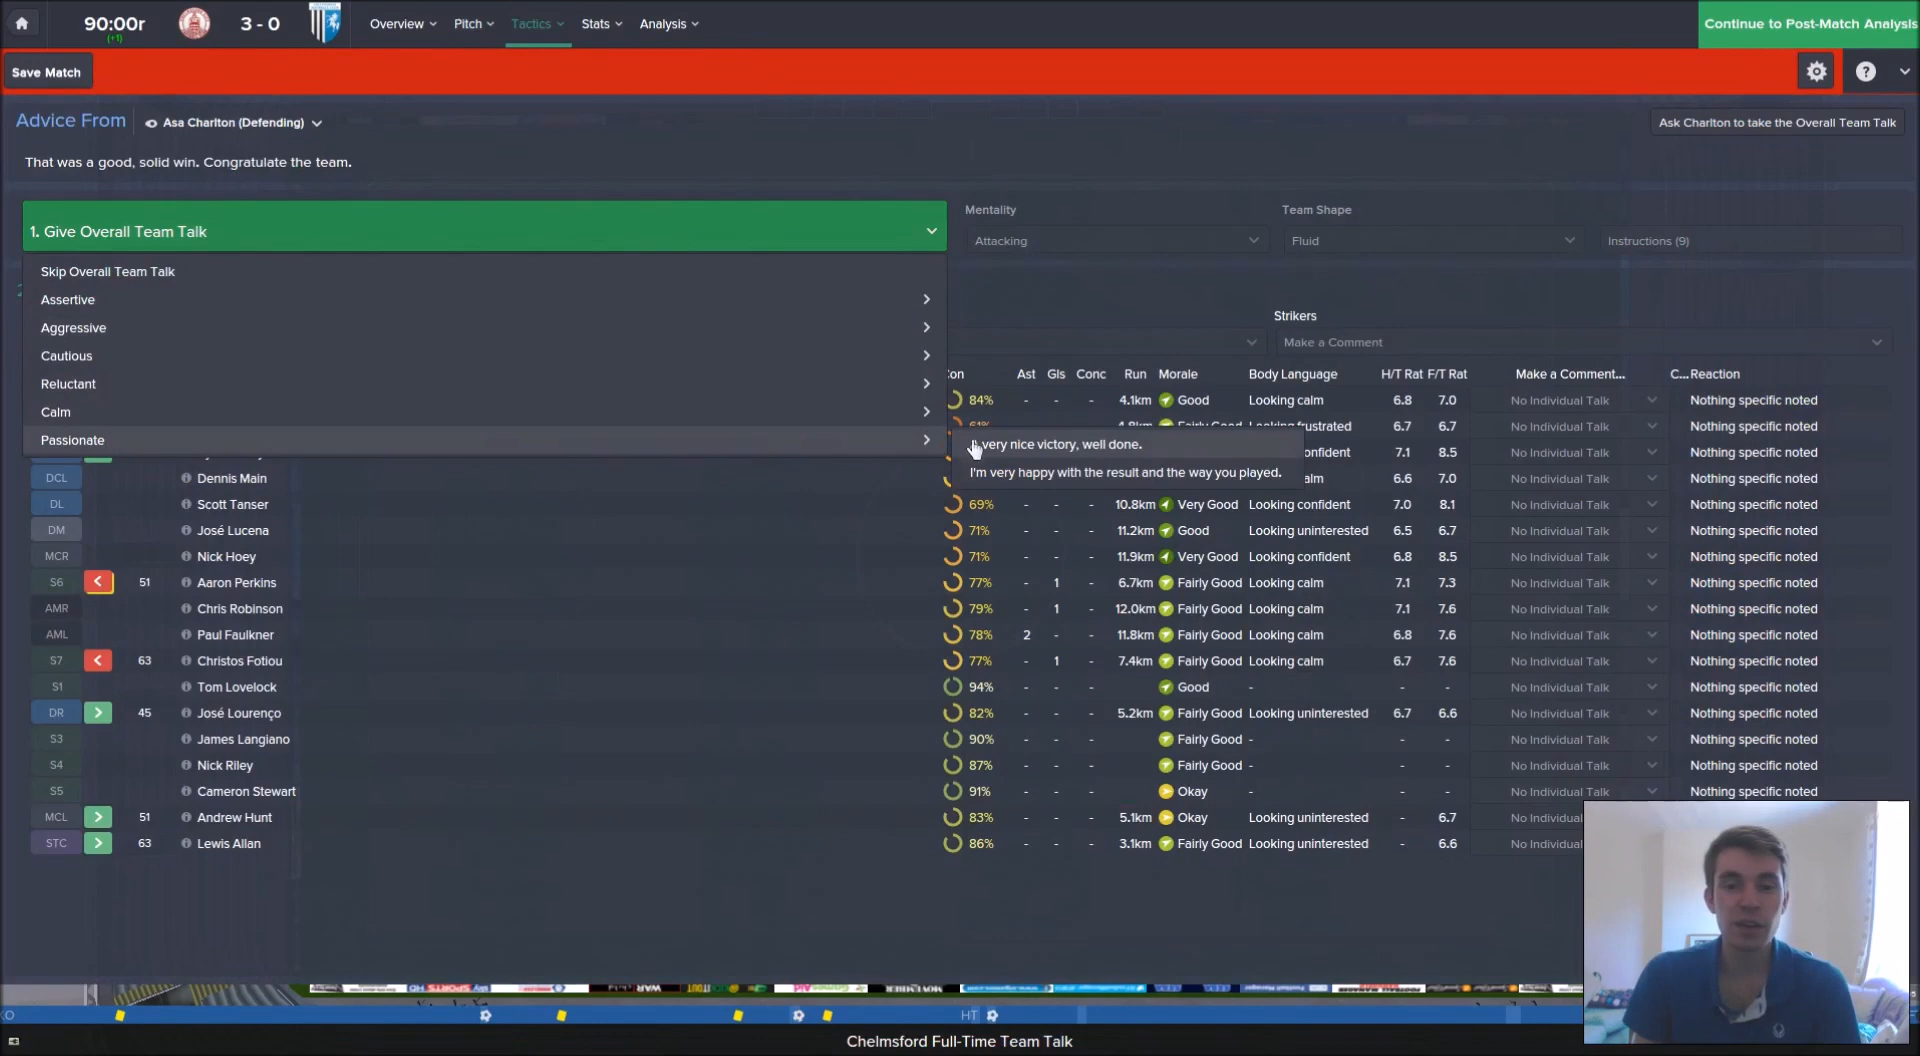 90:00r
(+1)
3 - 0
Overview
Pitch
Tactics
Stats
Analysis
Continue to Post-Match Analysis
Save Match
Advice From
Asa Charlton (Defending)
Ask Charlton to take the Overall Team Talk
That was a good, solid win. Congratulate the team.
1. Give Overall Team Talk
Mentality
Attacking
Team Shape
Fluid
Instructions (9)
Skip Overall Team Talk
Assertive
Aggressive
Cautious
Reluctant
Calm
Passionate
very nice victory, well done.
I'm very happy with the result and the way you played.
Strikers
Make a Comment
Ast Gls Conc Run Morale Body Language H/T Rat F/T Rat Make a Comment... C... Reaction
84% - - - 4.1km Good Looking calm 6.8 7.0 No Individual Talk Nothing specific noted
frustrated 6.7 6.7 No Individual Talk Nothing specific noted
7.1 8.5 No Individual Talk Nothing specific noted
DCL Dennis Main 6.6 7.0 No Individual Talk Nothing specific noted
DL Scott Tanser 69% - - - 10.8km Very Good Looking confident 7.0 8.1 No Individual Talk Nothing specific noted
DM José Lucena 71% - - - 11.2km Good Looking uninterested 6.5 6.7 No Individual Talk Nothing specific noted
MCR Nick Hoey 71% - - - 11.9km Very Good Looking confident 6.8 8.5 No Individual Talk Nothing specific noted
S6 51 Aaron Perkins 77% - 1 - 6.7km Fairly Good Looking calm 7.1 7.3 No Individual Talk Nothing specific noted
AMR Chris Robinson 79% - 1 - 12.0km Fairly Good Looking calm 7.1 7.6 No Individual Talk Nothing specific noted
AML Paul Faulkner 78% 2 - - 11.8km Fairly Good Looking calm 6.8 7.6 No Individual Talk Nothing specific noted
S7 63 Christos Fotiou 77% - 1 - 7.4km Fairly Good Looking calm 6.7 7.6 No Individual Talk Nothing specific noted
S1 Tom Lovelock 94% - - - Good - - - No Individual Talk Nothing specific noted
DR 45 José Lourenço 82% - - - 5.2km Fairly Good Looking uninterested 6.7 6.6 No Individual Talk Nothing specific noted
S3 James Langiano 90% - - - Fairly Good - - - No Individual Talk Nothing specific noted
S4 Nick Riley 87% - - - Fairly Good - - - No Individual Talk Nothing specific noted
S5 Cameron Stewart 91% - - - Okay - - - No Individual Talk Nothing specific noted
MCL 51 Andrew Hunt 83% - - - 5.1km Okay Looking uninterested - 6.7 No Individual
STC 63 Lewis Allan 86% - - - 3.1km Fairly Good Looking uninterested - 6.6 No Individual
HT
Chelmsford Full-Time Team Talk